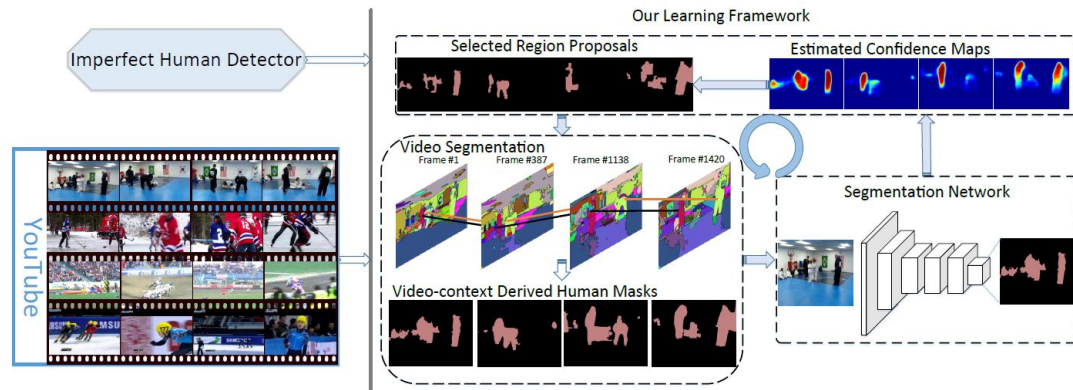 Our Learning Framework
Imperfect Human Detector
Selected Region Proposals
Estimated Confidence Maps
YouTube
Video Segmentation
Frame #1
Frame #387
Frame #1138
Frame #1420
Segmentation Network
Video-context Derived Human Masks
SAMSUNG